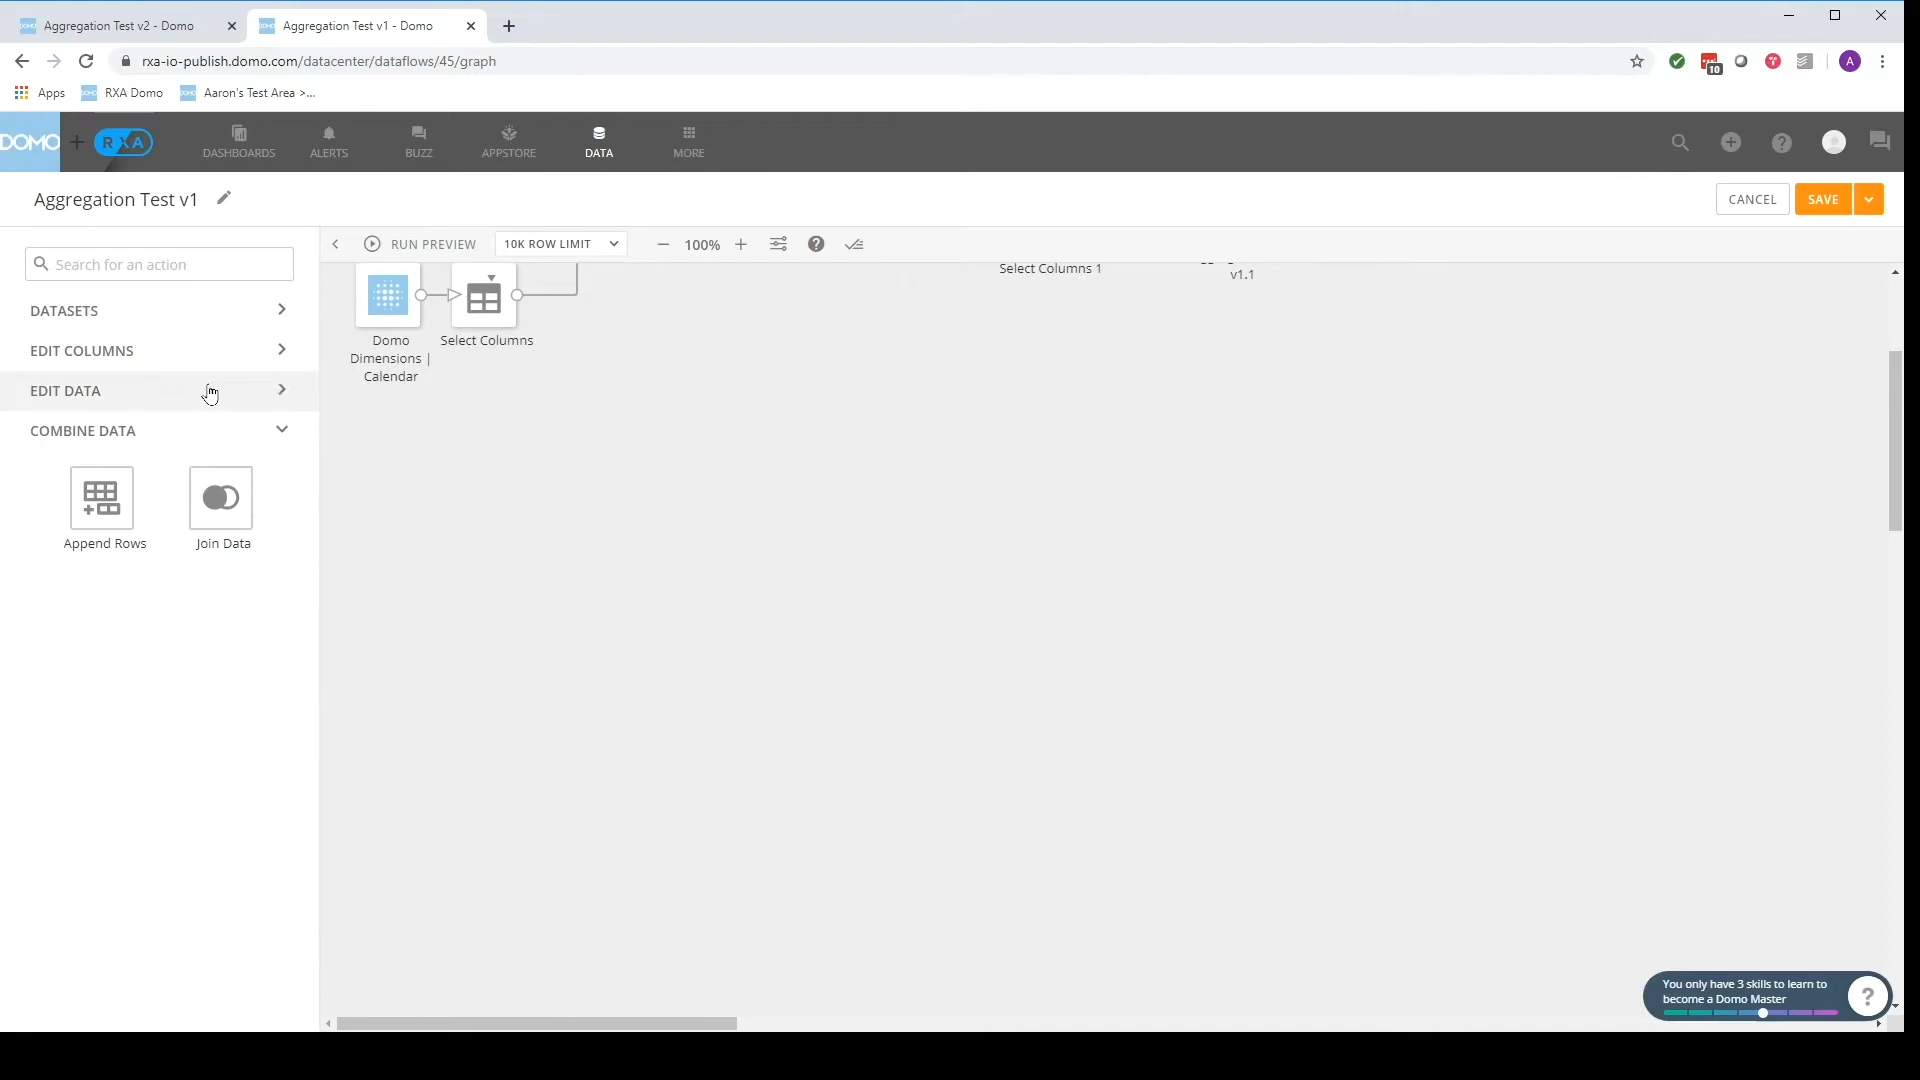 Aggregation Test v2 - Domo
Aggregation Test v1 - Domo
rxa-io-publish.domo.com/datacenter/dataflows/45/graph
10
A
Apps
RXA Domo
Aaron's Test Area >...
DOMO
RXA
DASHBOARDS
ALERTS
BUZZ
APPSTORE
DATA
MORE
Aggregation Test v1
CANCEL
SAVE
Search for an action
RUN PREVIEW
10K ROW LIMIT
100%
DATASETS
EDIT COLUMNS
EDIT DATA
COMBINE DATA
Append Rows
Join Data
Select Columns 1
v1.1
Domo
Dimensions |
Calendar
Select Columns
You only have 3 skills to learn to
become a Domo Master
?